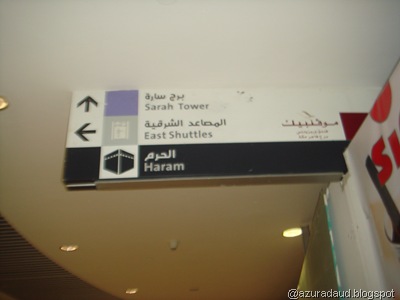 برج سارة
Sarah Tower
المصاعد الشرقية
East Shuttles
موڤنبيك
الحرم
Haram
@azuradaud.blogspot